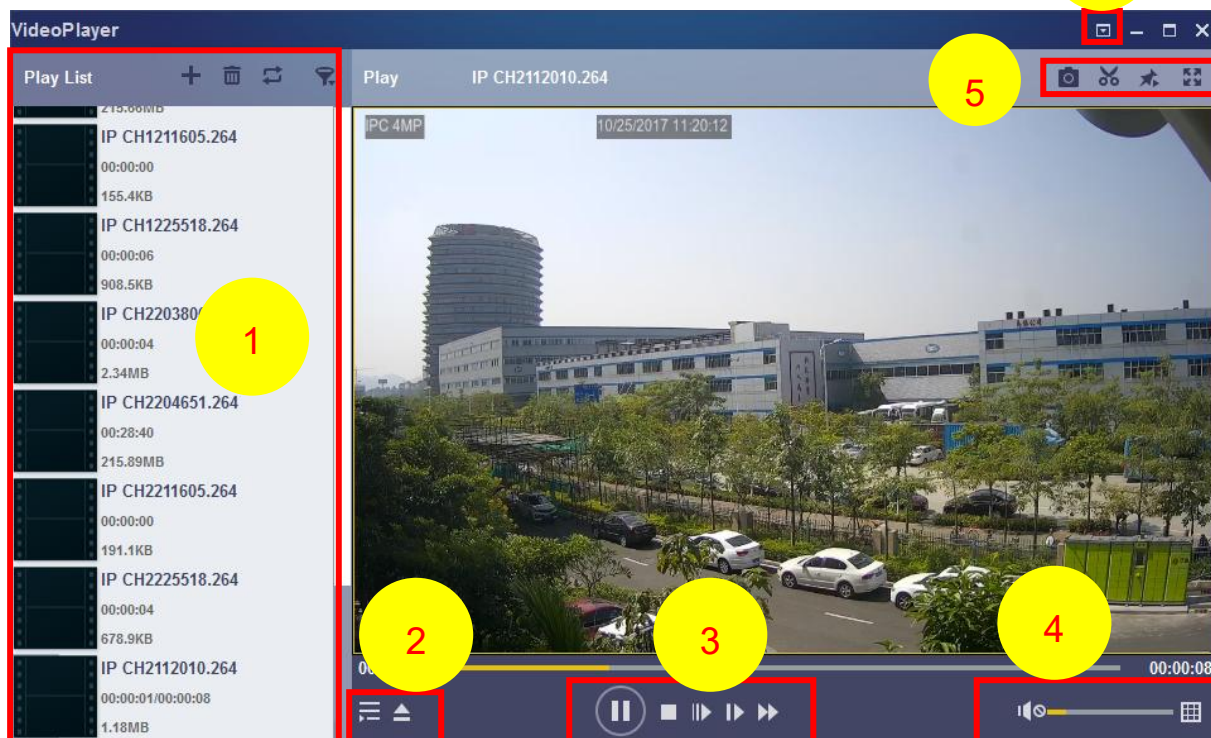 VideoPlayer
Play List
Play IP CH2112010.264
5
215.66MB
IP CH1211605.264
00:00:00
155.4KB
IP CH1225518.264
00:00:06
908.5KB
IP CH220380
00:00:04
2.34MB
1
IP CH2204651.264
00:28:40
215.89MB
IP CH2211605.264
00:00:00
191.1KB
IP CH2225518.264
00:00:04
678.9KB
IP CH2112010.264
00:00:01/00:00:08
1.18MB
IPC 4MP
10/25/2017 11:20:12
2
3
4
00:00:08